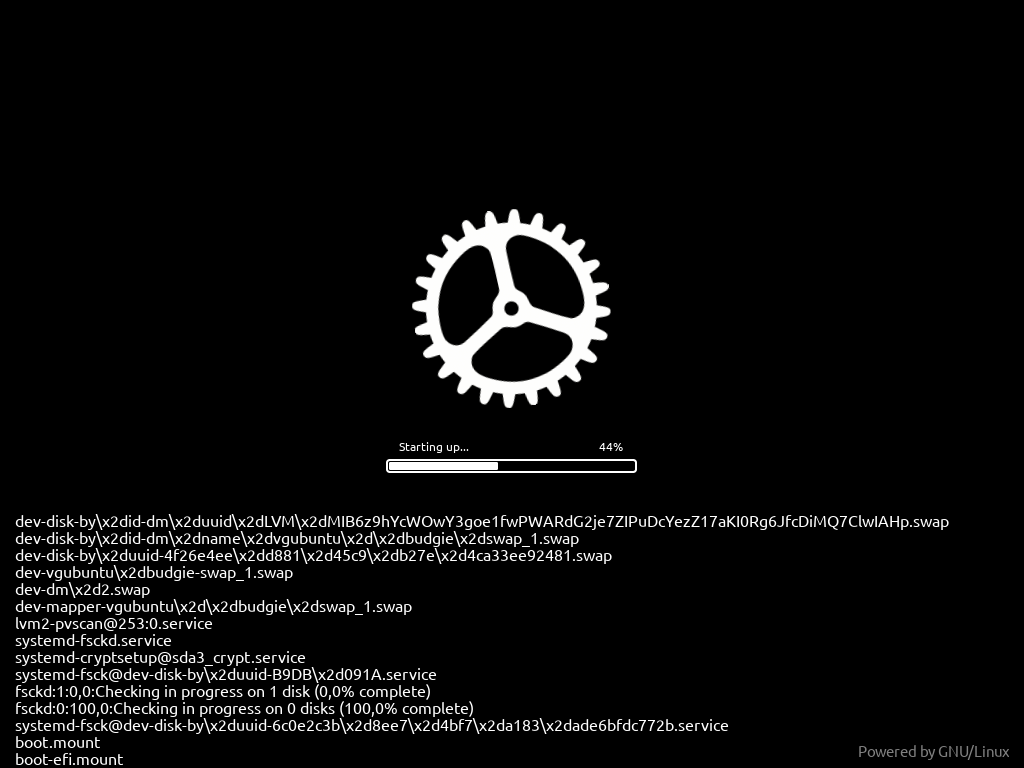 Starting up... 44%
dev-disk-by\x2did-dm\x2duuid\x2dLVM\x2dMIB6z9hYcWOwY3goe1fwPWARdG2je7ZIPuDcYezZ17aKI0Rg6JfcDiMQ7ClwIAHp.swap
dev-disk-by\x2did-dm\x2dname\x2dvgubuntu\x2d\x2dbudgie\x2dswap_1.swap
dev-disk-by\x2duuid-4f26e4ee\x2dd881\x2d45c9\x2db27e\x2d4ca33ee92481.swap
dev-vgubuntu\x2dbudgie-swap_1.swap
dev-dm\x2d2.swap
dev-mapper-vgubuntu\x2d\x2dbudgie\x2dswap_1.swap
lvm2-pvscan@253:0.service
systemd-fsckd.service
systemd-cryptsetup@sda3_crypt.service
systemd-fsck@dev-disk-by\x2duuid-B9DB\x2d091A.service
fsckd:1:0,0:Checking in progress on 1 disk (0,0% complete)
fsckd:0:100,0:Checking in progress on 0 disks (100,0% complete)
systemd-fsck@dev-disk-by\x2duuid-6c0e2c3b\x2d8ee7\x2d4bf7\x2da183\x2dade6bfdc772b.service
boot.mount
boot-efi.mount
Powered by GNU/Linux